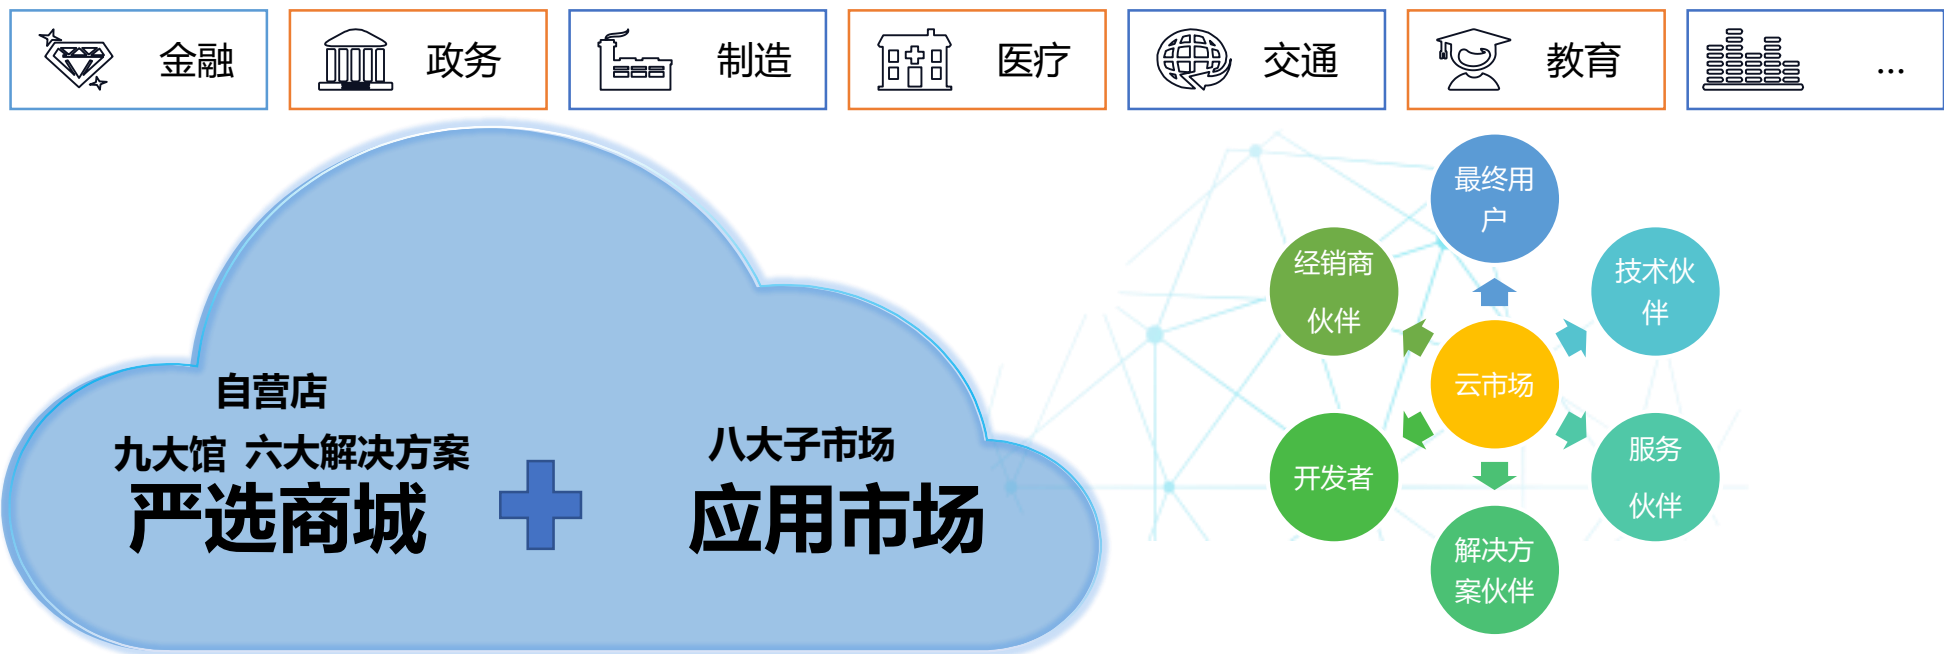 金融
政务
制造
医疗
交通
教育
...
自营店
九大馆 六大解决方案
严选商城
八大子市场
应用市场
最终用
户
技术伙
伴
服务
伙伴
解决方
案伙伴
开发者
经销商
伙伴
云市场